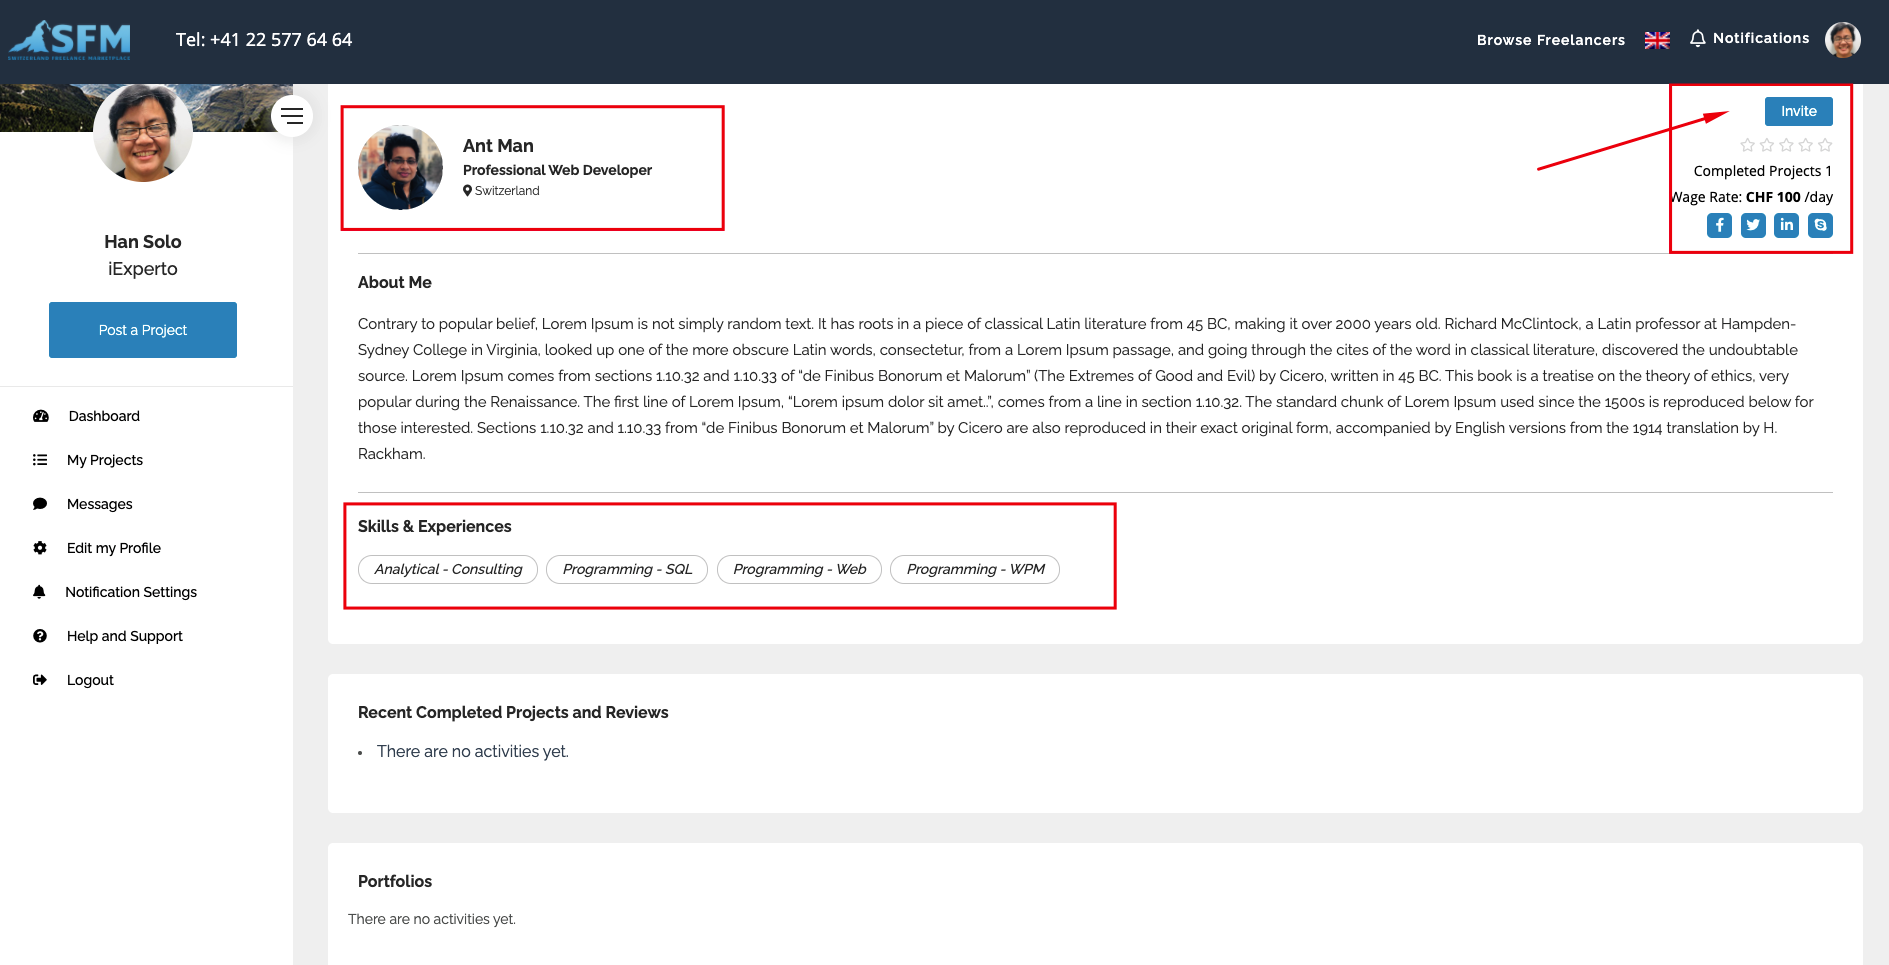 SFM
SWITZERLAND FREELANCE MARKETPLACE
Tel: +41 22 577 64 64
Browse Freelancers
Notifications
Han Solo
iExperto
Post a Project
Dashboard
My Projects
Messages
Edit my Profile
Notification Settings
Help and Support
Logout
Ant Man
Professional Web Developer
Switzerland
Invite
Completed Projects 1
Wage Rate: CHF 100 /day
About Me
Contrary to popular belief, Lorem Ipsum is not simply random text. It has roots in a piece of classical Latin literature from 45 BC, making it over 2000 years old. Richard McClintock, a Latin professor at Hampden-
Sydney College in Virginia, looked up one of the more obscure Latin words, consectetur, from a Lorem Ipsum passage, and going through the cites of the word in classical literature, discovered the undoubtable
source. Lorem Ipsum comes from sections 1.10.32 and 1.10.33 of “de Finibus Bonorum et Malorum” (The Extremes of Good and Evil) by Cicero, written in 45 BC. This book is a treatise on the theory of ethics, very
popular during the Renaissance. The first line of Lorem Ipsum, “Lorem ipsum dolor sit amet..”, comes from a line in section 1.10.32. The standard chunk of Lorem Ipsum used since the 1500s is reproduced below for
those interested. Sections 1.10.32 and 1.10.33 from “de Finibus Bonorum et Malorum” by Cicero are also reproduced in their exact original form, accompanied by English versions from the 1914 translation by H.
Rackham.
Skills & Experiences
Analytical - Consulting
Programming - SQL
Programming - Web
Programming - WPM
Recent Completed Projects and Reviews
There are no activities yet.
Portfolios
There are no activities yet.